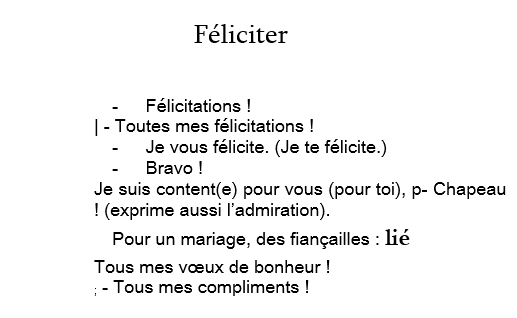 Féliciter
- Félicitations !
| - Toutes mes félicitations !
- Je vous félicite. (Je te félicite.)
- Bravo !
Je suis content(e) pour vous (pour toi), p- Chapeau
! (exprime aussi l’admiration).
Pour un mariage, des fiançailles : lié
Tous mes vœux de bonheur !
; - Tous mes compliments !